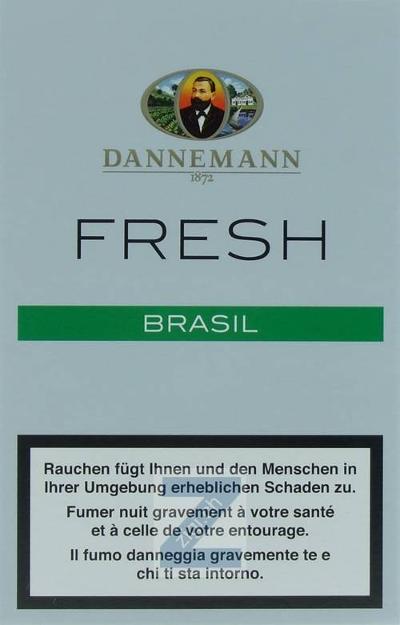 DANNEMANN
1872
FRESH
BRASIL
Rauchen fügt Ihnen und den Menschen in
Ihrer Umgebung erheblichen Schaden zu.
Fumer nuit gravement à votre santé
et à celle de votre entourage.
Il fumo danneggia gravemente te e
chi ti sta intorno.